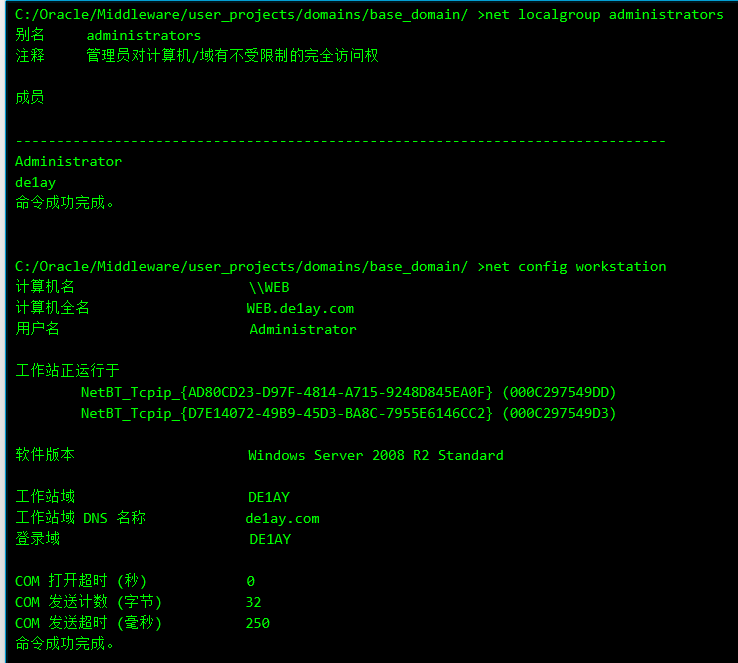 C:/Oracle/Middleware/user_projects/domains/base_domain/ >net localgroup administrators
别名     administrators
注释     管理员对计算机/域有不受限制的完全访问权
成员
-------------------------------------------------------------------------------
Administrator
de1ay
命令成功完成。
C:/Oracle/Middleware/user_projects/domains/base_domain/ >net config workstation
计算机名                     \\WEB
计算机全名                   WEB.de1ay.com
用户名                       Administrator
工作站正运行于
        NetBT_Tcpip_{AD80CD23-D97F-4814-A715-9248D845EA0F} (000C297549DD)
        NetBT_Tcpip_{D7E14072-49B9-45D3-BA8C-7955E6146CC2} (000C297549D3)
软件版本                     Windows Server 2008 R2 Standard
工作站域                     DE1AY
工作站域 DNS 名称            de1ay.com
登录域                       DE1AY
COM 打开超时 (秒)            0
COM 发送计数 (字节)          32
COM 发送超时 (毫秒)          250
命令成功完成。